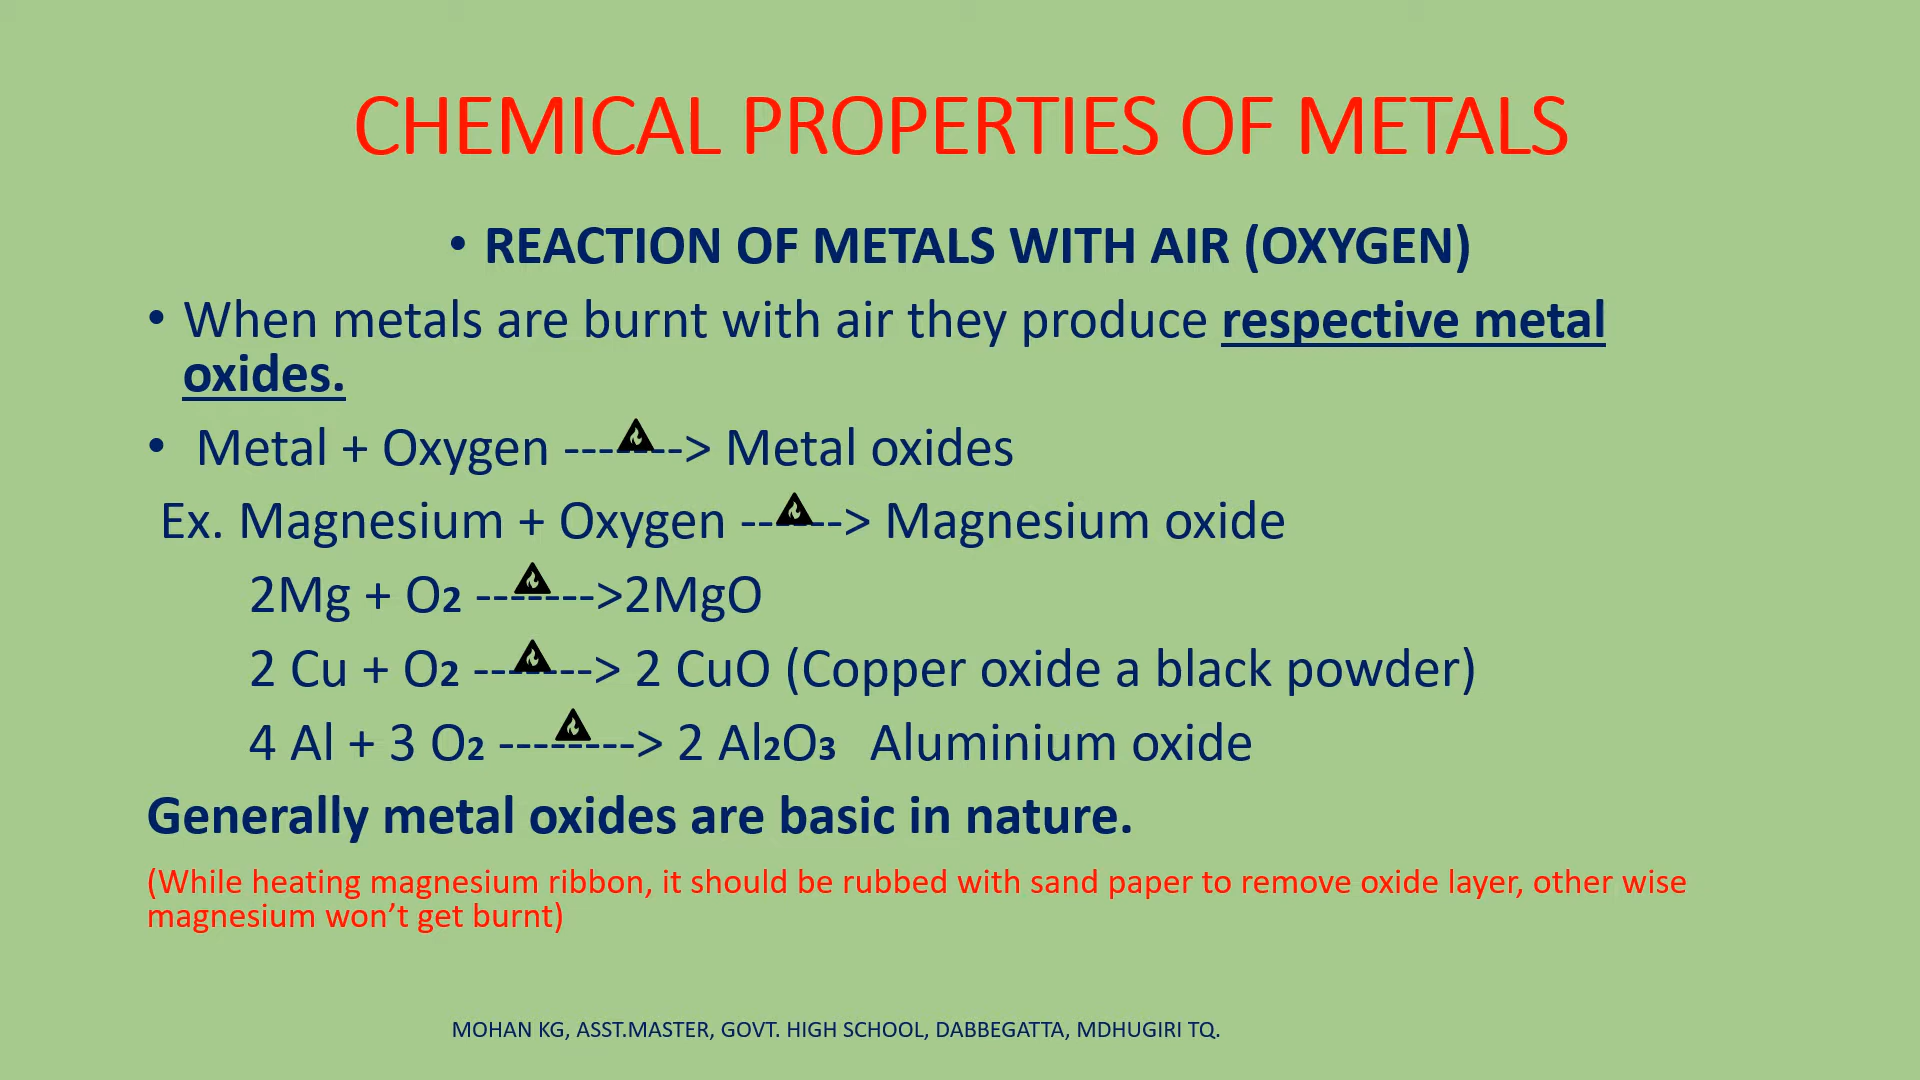 CHEMICAL PROPERTIES OF METALS
• REACTION OF METALS WITH AIR (OXYGEN)
• When metals are burnt with air they produce respective metal
oxides.
• Metal + Oxygen -------> Metal oxides
Ex. Magnesium + Oxygen ------> Magnesium oxide
2Mg + O2 ------->2MgO
2 Cu + O2 -------> 2 CuO (Copper oxide a black powder)
4 Al + 3 O2 --------> 2 Al2O3 Aluminium oxide
Generally metal oxides are basic in nature.
(While heating magnesium ribbon, it should be rubbed with sand paper to remove oxide layer, other wise
magnesium won’t get burnt)
MOHAN KG, ASST.MASTER, GOVT. HIGH SCHOOL, DABBEGATTA, MDHUGIRI TQ.